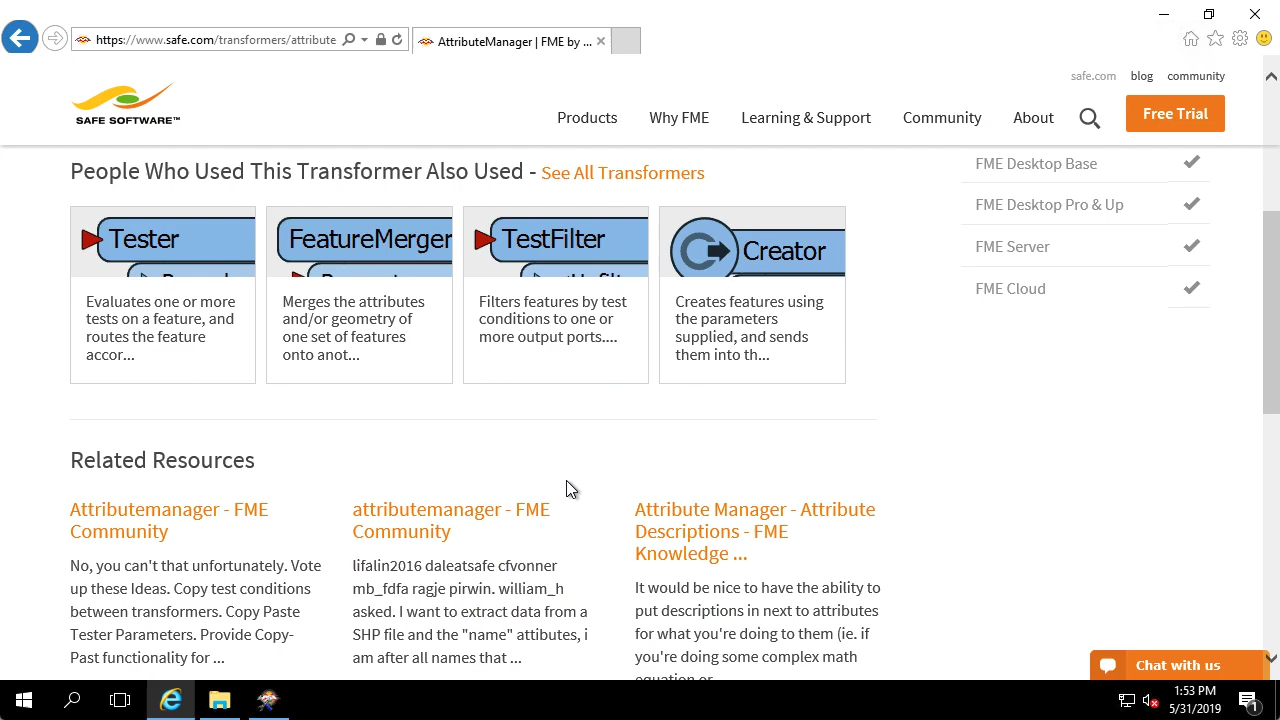 https://www.safe.com/transformers/attribute
AttributeManager | FME by ...
safe.com blog community
SAFE SOFTWARE™
Products Why FME Learning & Support Community About Free Trial
People Who Used This Transformer Also Used - See All Transformers
FME Desktop Base
FME Desktop Pro & Up
FME Server
FME Cloud
Tester
Evaluates one or more
tests on a feature, and
routes the feature
accor...
FeatureMerger
Merges the attributes
and/or geometry of
one set of features
onto anot...
TestFilter
Filters features by test
conditions to one or
more output ports....
Creator
Creates features using
the parameters
supplied, and sends
them into th...
Related Resources
Attributemanager - FME
Community
No, you can't that unfortunately. Vote
up these Ideas. Copy test conditions
between transformers. Copy Paste
Tester Parameters. Provide Copy-
Past functionality for ...
attributemanager - FME
Community
lifalin2016 daleatsafe cfvonner
mb_fdfa ragje pirwin. william_h
asked. I want to extract data from a
SHP file and the "name" attibutes, i
am after all names that ...
Attribute Manager - Attribute
Descriptions - FME
Knowledge ...
It would be nice to have the ability to
put descriptions in next to attributes
for what you're doing to them (ie. if
you're doing some complex math
equation or
Chat with us
1:53 PM
5/31/2019
1